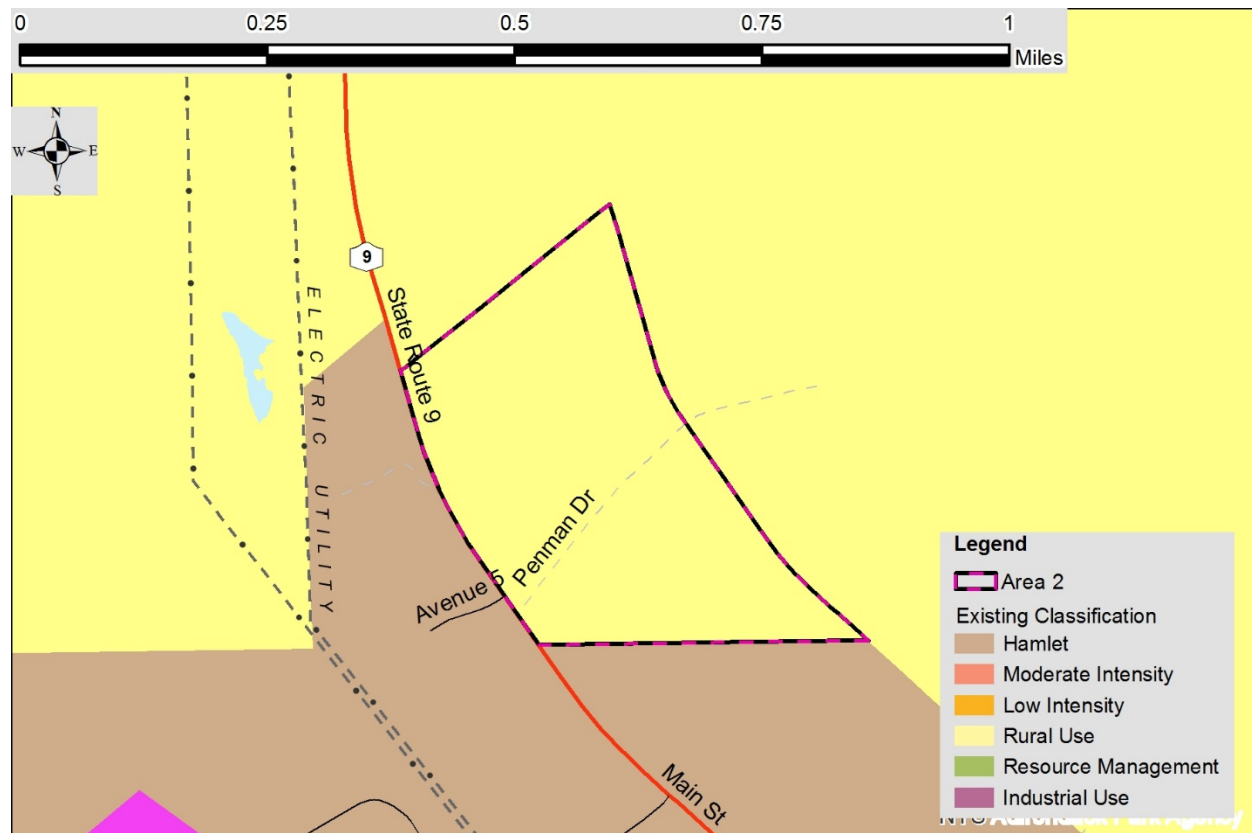 0 0.25 0.5 0.75 1
Miles
N
W E
S
9
State Route 9
ELECTRIC UTILITY
Penman Dr
Avenue 5
Main St
Legend
Area 2
Existing Classification
Hamlet
Moderate Intensity
Low Intensity
Rural Use
Resource Management
Industrial Use